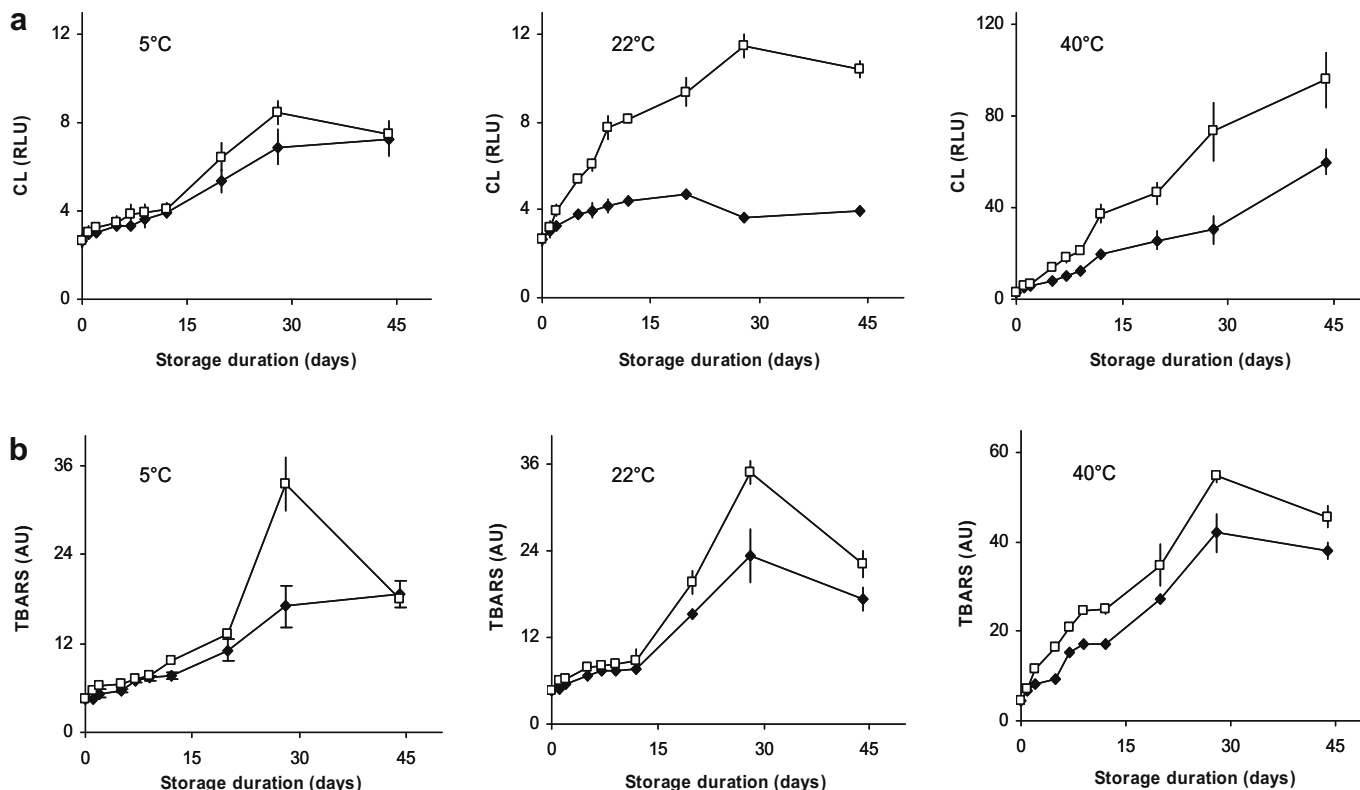 a
5°C
22°C
40°C
12
8
4
0
CL (RLU)
0 15 30 45
Storage duration (days)
12
8
4
0
CL (RLU)
0 15 30 45
Storage duration (days)
120
80
40
0
CL (RLU)
0 15 30 45
Storage duration (days)
b
5°C
22°C
40°C
36
24
12
0
TBARS (AU)
0 15 30 45
Storage duration (days)
36
24
12
0
TBARS (AU)
0 15 30 45
Storage duration (days)
60
40
20
0
TBARS (AU)
0 15 30 45
Storage duration (days)